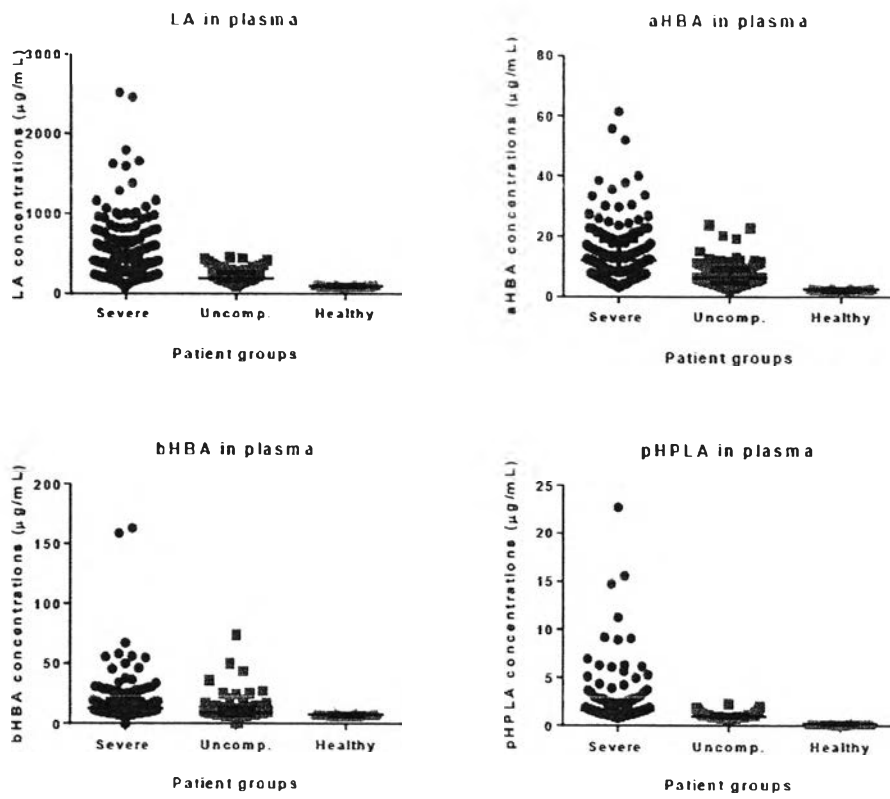 LA in plasma
LA concentrations (µg/mL)
3000
2000
1000
0
Severe Uncomp. Healthy
Patient groups
aHBA in plasma
aHBA concentrations (µg/mL)
80
60
40
20
0
Severe Uncomp. Healthy
Patient groups
bHBA in plasma
bHBA concentrations (µg/mL)
200
150
100
50
0
Severe Uncomp. Healthy
Patient groups
pHPLA in plasma
pHPLA concentrations (µg/mL)
25
20
15
10
5
0
Severe Uncomp. Healthy
Patient groups